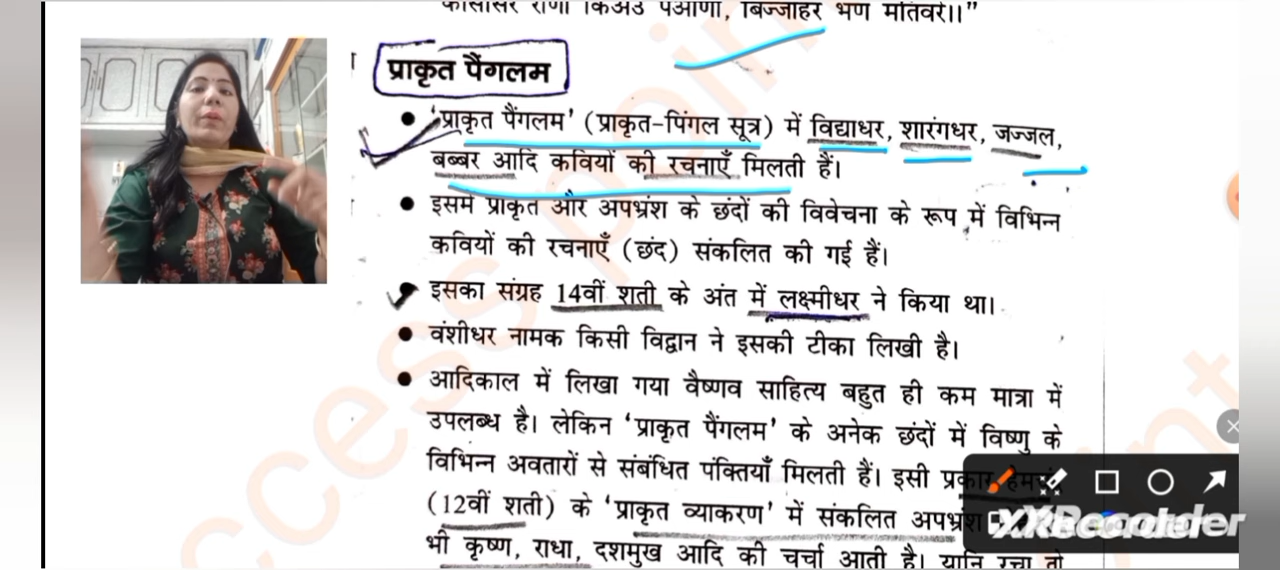 राणा किअउ पआणा, बिज्जाहर भण मंतिवरे।।”
प्राकृत पैंगलम
• ‘प्राकृत पैंगलम’ (प्राकृत-पिंगल सूत्र) में विद्याधर, शारंगधर, जज्जल,
बब्बर आदि कवियों की रचनाएँ मिलती हैं।
• इसमें प्राकृत और अपभ्रंश के छंदों की विवेचना के रूप में विभिन्न
कवियों की रचनाएँ (छंद) संकलित की गई हैं।
इसका संग्रह 14वीं शती के अंत में लक्ष्मीधर ने किया था।
• वंशीधर नामक किसी विद्वान ने इसकी टीका लिखी है।
• आदिकाल में लिखा गया वैष्णव साहित्य बहुत ही कम मात्रा में
उपलब्ध है। लेकिन ‘प्राकृत पैंगलम’ के अनेक छंदों में विष्णु के
विभिन्न अवतारों से संबंधित पंक्तियाँ मिलती हैं। इसी प्रकार
(12वीं शती) के ‘प्राकृत व्याकरण’ में संकलित अपभ्रंश
XRecorder
भी कृष्ण, राधा, दशमुख आदि की चर्चा आती है। यानि रचा तो